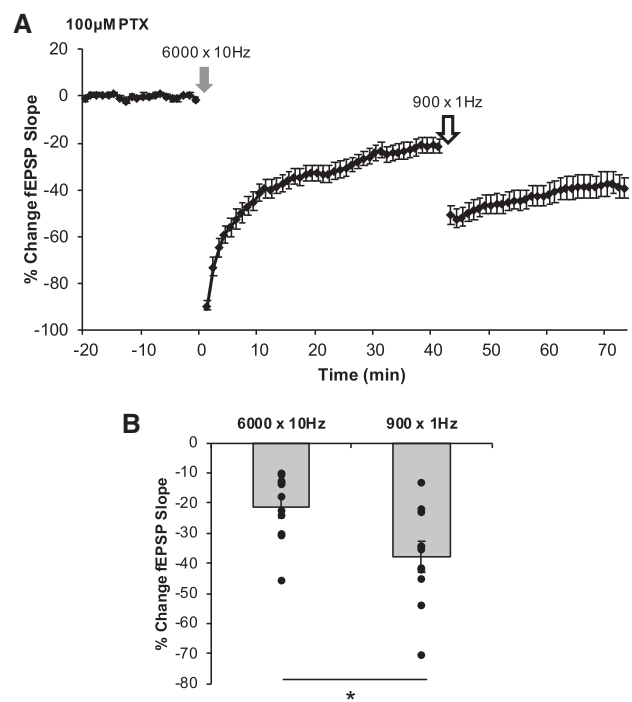 A
100µM PTX
6000 x 10Hz
900 x 1Hz
% Change fEPSP Slope
20
0
-20
-40
-60
-80
-100
-20 -10 0 10 20 30 40 50 60 70
Time (min)
B
6000 x 10Hz 900 x 1Hz
% Change fEPSP Slope
0
-10
-20
-30
-40
-50
-60
-70
-80
*